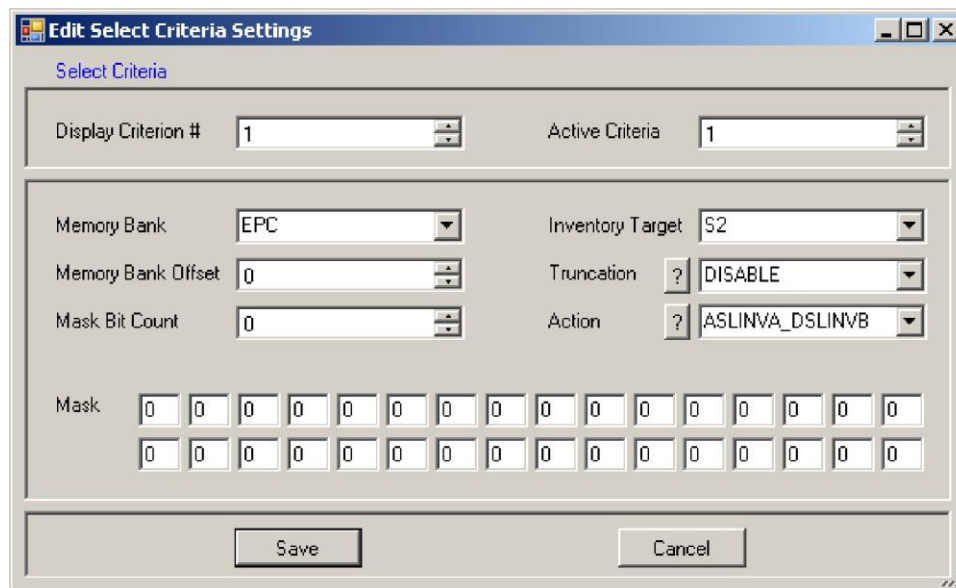 Edit Select Criteria Settings
Select Criteria
Display Criterion # 1 Active Criteria 1
Memory Bank EPC Inventory Target S2
Memory Bank Offset 0 Truncation ? DISABLE
Mask Bit Count 0 Action ? ASLINVA_DSLINVB
Mask 0 0 0 0 0 0 0 0 0 0 0 0 0 0 0 0
0 0 0 0 0 0 0 0 0 0 0 0 0 0 0 0
Save Cancel